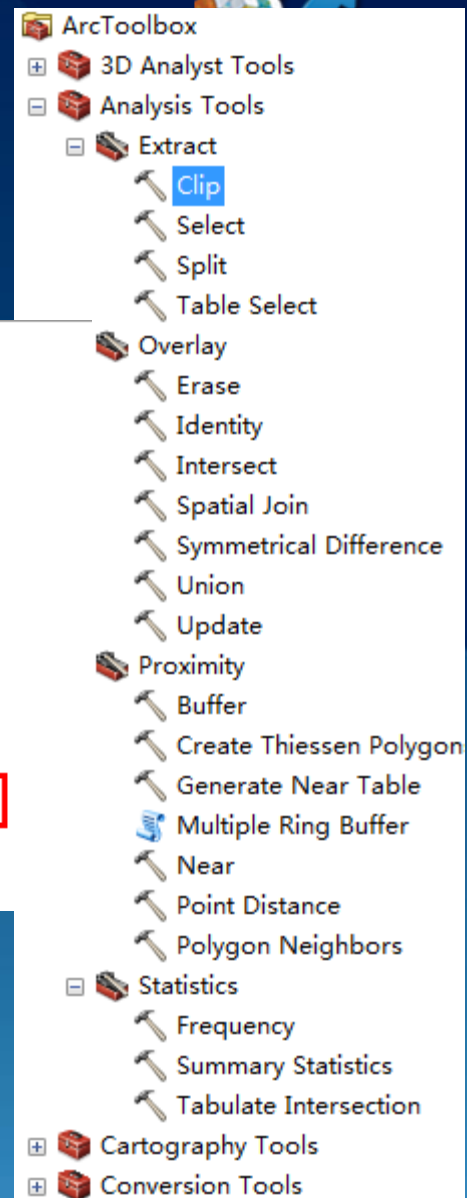 ArcToolbox
3D Analyst Tools
Analysis Tools
Extract
Clip
Select
Split
Table Select
Overlay
Erase
Identity
Intersect
Spatial Join
Symmetrical Difference
Union
Update
Proximity
Buffer
Create Thiessen Polygon
Generate Near Table
Multiple Ring Buffer
Near
Point Distance
Polygon Neighbors
Statistics
Frequency
Summary Statistics
Tabulate Intersection
Cartography Tools
Conversion Tools